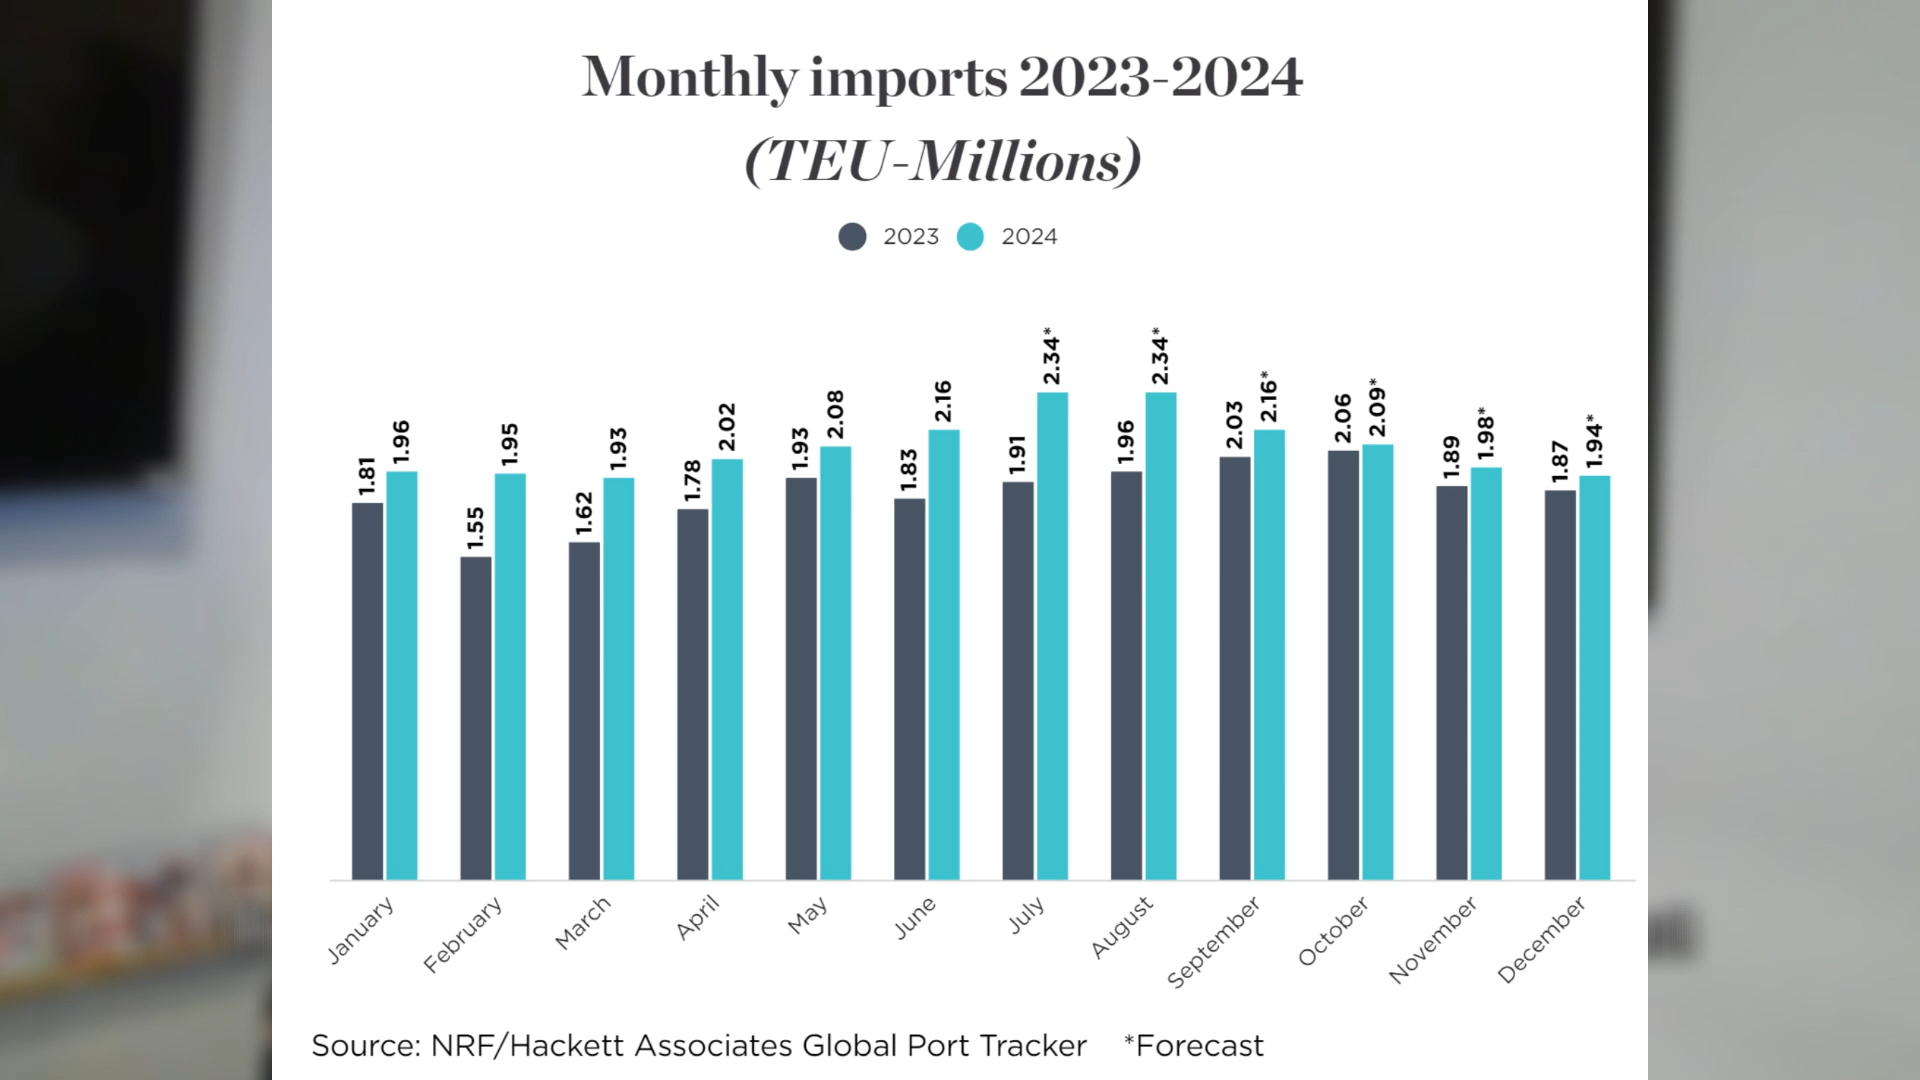 Monthly imports 2023-2024
(TEU-Millions)
2023 2024
1.81 1.96 1.55 1.95 1.62 1.93 1.78 2.02 1.93 2.08 1.83 2.16 1.91 2.34* 1.96 2.34* 2.03 2.16* 2.06 2.09* 1.89 1.98* 1.87 1.94*
January February March April May June July August September October November December
Source: NRF/Hackett Associates Global Port Tracker *Forecast